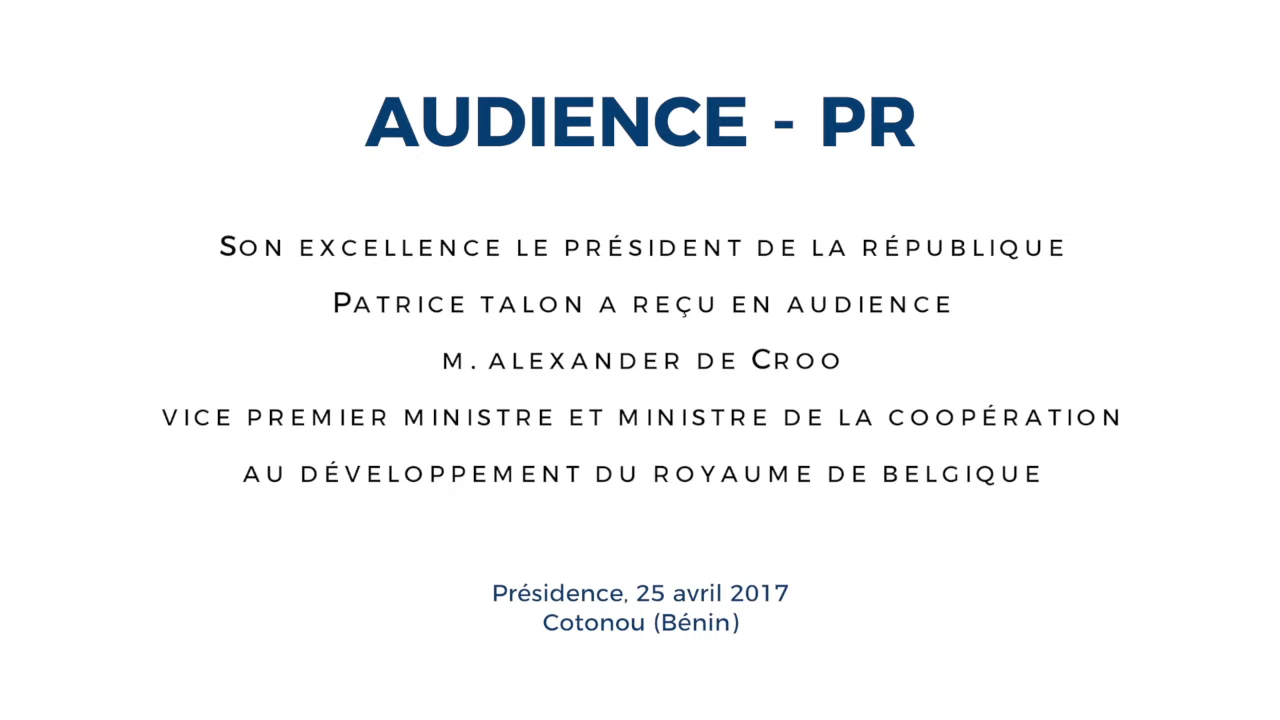 AUDIENCE - PR
SON EXCELLENCE LE PRÉSIDENT DE LA RÉPUBLIQUE
PATRICE TALON A REÇU EN AUDIENCE
M. ALEXANDER DE CROO
VICE PREMIER MINISTRE ET MINISTRE DE LA COOPÉRATION
AU DÉVELOPPEMENT DU ROYAUME DE BELGIQUE
Présidence, 25 avril 2017
Cotonou (Bénin)